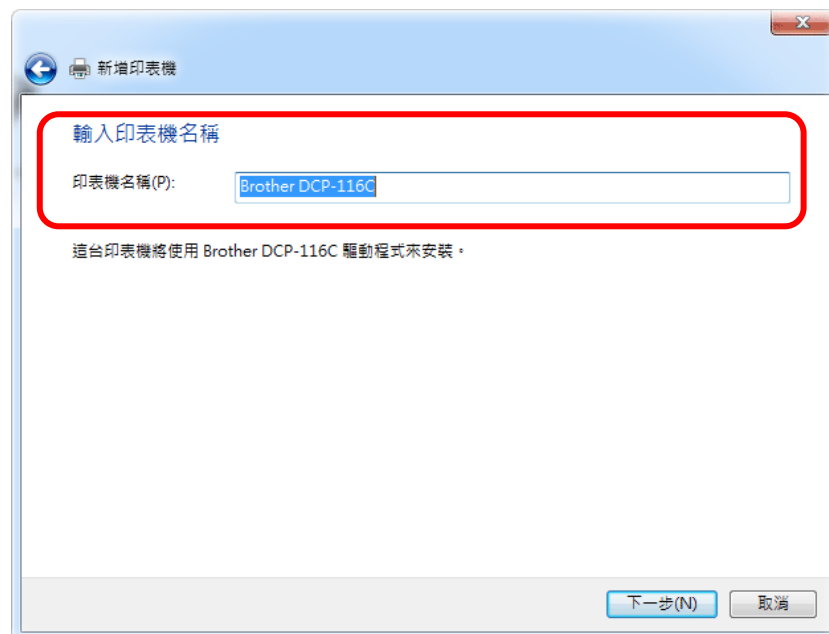 新增印表機
輸入印表機名稱
印表機名稱(P): Brother DCP-116C
這台印表機將使用 Brother DCP-116C 驅動程式來安裝。
下一步(N) 取消